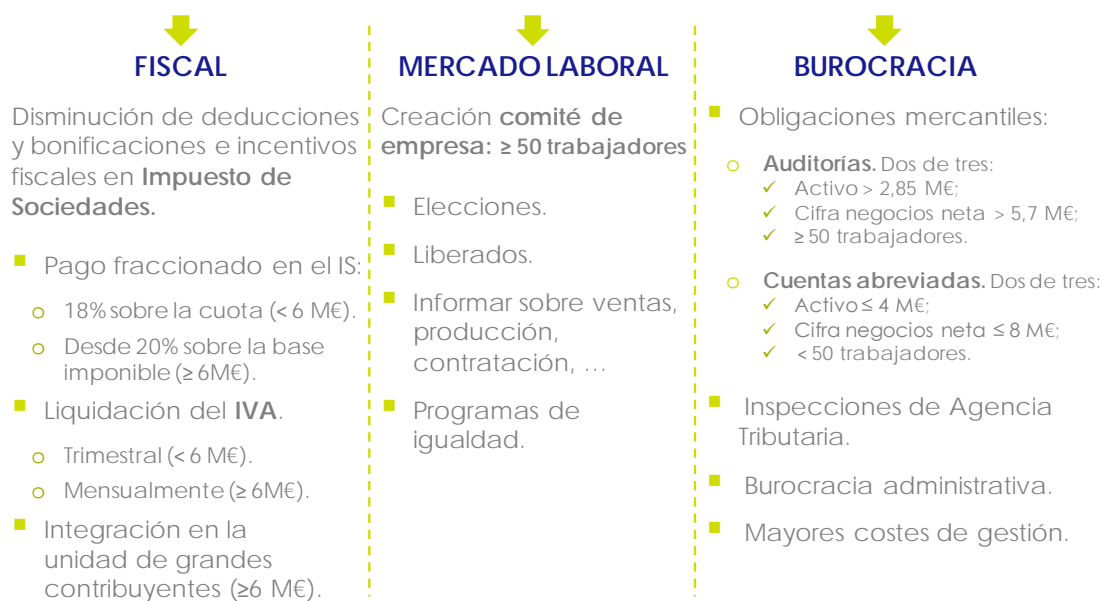 FISCAL
Disminución de deducciones
y bonificaciones e incentivos
fiscales en Impuesto de
Sociedades.
Pago fraccionado en el IS:
18% sobre la cuota (< 6 M€).
Desde 20% sobre la base
imponible (≥ 6M€).
Liquidación del IVA.
Trimestral (< 6 M€).
Mensualmente (≥ 6M€).
Integración en la
unidad de grandes
contribuyentes (≥6 M€).
MERCADO LABORAL
Creación comité de
empresa: ≥ 50 trabajadores
Elecciones.
Liberados.
Informar sobre ventas,
producción,
contratación, …
Programas de
igualdad.
BUROCRACIA
Obligaciones mercantiles:
Auditorías. Dos de tres:
Activo > 2,85 M€;
Cifra negocios neta > 5,7 M€;
≥ 50 trabajadores.
Cuentas abreviadas. Dos de tres:
Activo ≤ 4 M€;
Cifra negocios neta ≤ 8 M€;
< 50 trabajadores.
Inspecciones de Agencia
Tributaria.
Burocracia administrativa.
Mayores costes de gestión.